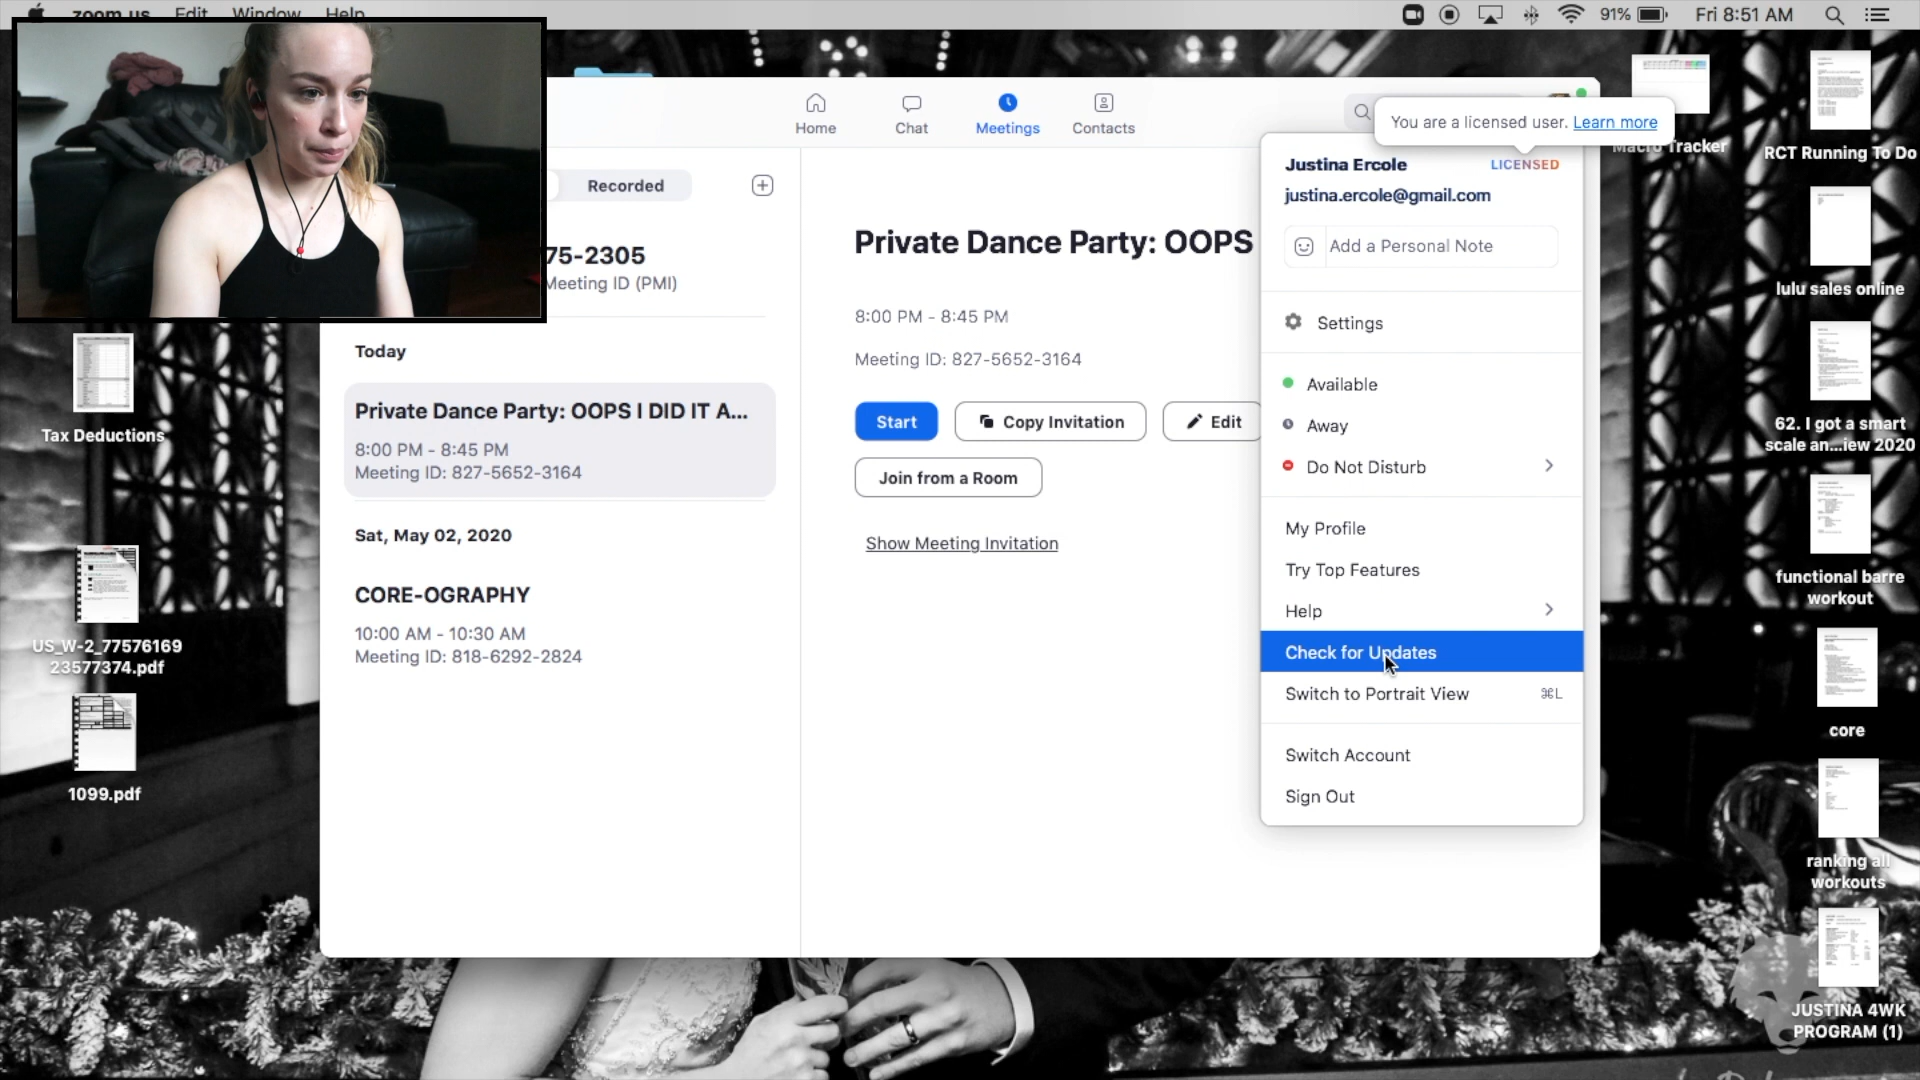 zoom.us Edit Window Help
91% Fri 8:51 AM
Home
Chat
Meetings
Contacts
You are a licensed user. Learn more
Recorded
75-2305
Meeting ID (PMI)
Today
Private Dance Party: OOPS I DID IT A...
8:00 PM - 8:45 PM
Meeting ID: 827-5652-3164
Sat, May 02, 2020
CORE-OGRAPHY
10:00 AM - 10:30 AM
Meeting ID: 818-6292-2824
Private Dance Party: OOPS
8:00 PM - 8:45 PM
Meeting ID: 827-5652-3164
Start
Copy Invitation
Edit
Join from a Room
Show Meeting Invitation
Justina Ercole LICENSED
justina.ercole@gmail.com
Add a Personal Note
Settings
Available
Away
Do Not Disturb
My Profile
Try Top Features
Help
Check for Updates
Switch to Portrait View ⌘L
Switch Account
Sign Out
Tax Deductions
US_W-2_77576169
23577374.pdf
1099.pdf
Macro Tracker
RCT Running To Do
lulu sales online
62. I got a smart
scale an...iew 2020
functional barre
workout
core
ranking all
workouts
JUSTINA 4WK
PROGRAM (1)